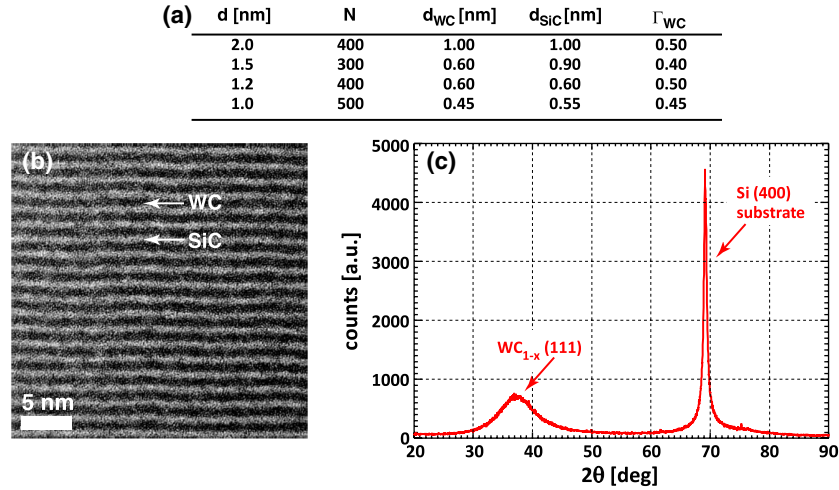 (a) d [nm] N d_WC [nm] d_SiC [nm] Γ_WC
2.0 400 1.00 1.00 0.50
1.5 300 0.60 0.90 0.40
1.2 400 0.60 0.60 0.50
1.0 500 0.45 0.55 0.45
(b)
WC
SiC
5 nm
(c)
counts [a.u.]
5000
4000
3000
2000
1000
0
Si (400)
substrate
WC_1-x (111)
20 30 40 50 60 70 80 90
2θ [deg]